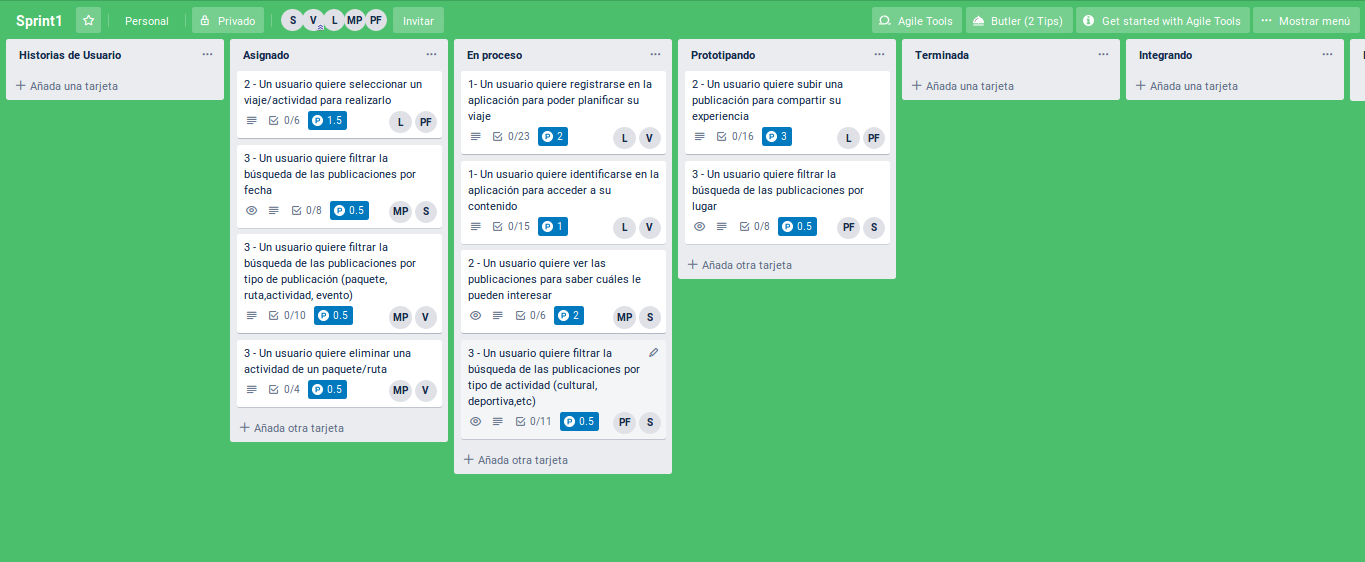 Sprint1
Personal
Privado
S V L MP PF
Invitar
Agile Tools
Butler (2 Tips)
Get started with Agile Tools
... Mostrar menú
Historias de Usuario ...
+ Añada una tarjeta
Asignado ...
2 - Un usuario quiere seleccionar un
viaje/actividad para realizarlo
0/6 P 1.5 L PF
3 - Un usuario quiere filtrar la
búsqueda de las publicaciones por
fecha
0/8 P 0.5 MP S
3 - Un usuario quiere filtrar la
búsqueda de las publicaciones por
tipo de publicación (paquete,
ruta,actividad, evento)
0/10 P 0.5 MP V
3 - Un usuario quiere eliminar una
actividad de un paquete/ruta
0/4 P 0.5 MP V
+ Añada otra tarjeta
En proceso ...
1- Un usuario quiere registrarse en la
aplicación para poder planificar su
viaje
0/23 P 2 L V
1- Un usuario quiere identificarse en la
aplicación para acceder a su
contenido
0/15 P 1 L V
2 - Un usuario quiere ver las
publicaciones para saber cuáles le
pueden interesar
0/6 P 2 MP S
3 - Un usuario quiere filtrar la
búsqueda de las publicaciones por
tipo de actividad (cultural,
deportiva,etc)
0/11 P 0.5 PF S
+ Añada otra tarjeta
Prototipando ...
2 - Un usuario quiere subir una
publicación para compartir su
experiencia
0/16 P 3 L PF
3 - Un usuario quiere filtrar la
búsqueda de las publicaciones por
lugar
0/8 P 0.5 PF S
+ Añada otra tarjeta
Terminada ...
+ Añada una tarjeta
Integrando ...
+ Añada una tarjeta